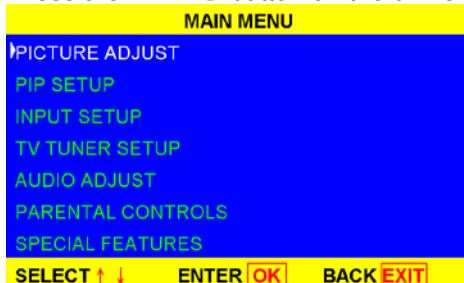 MAIN MENU
PICTURE ADJUST
PIP SETUP
INPUT SETUP
TV TUNER SETUP
AUDIO ADJUST
PARENTAL CONTROLS
SPECIAL FEATURES
SELECT ↑ ↓ ENTER OK BACK EXIT